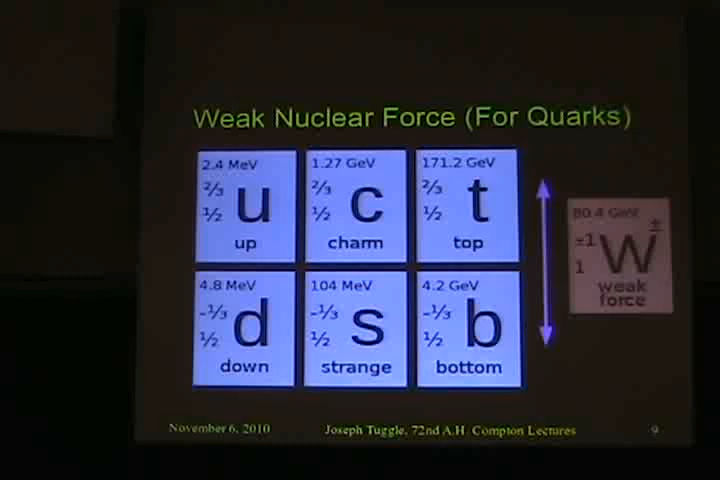 Weak Nuclear Force (For Quarks)
2.4 MeV
⅔
½
u
up
1.27 GeV
⅔
½
c
charm
171.2 GeV
⅔
½
t
top
80.4 GeV
±1
1
W±
weak
force
4.8 MeV
-⅓
½
d
down
104 MeV
-⅓
½
s
strange
4.2 GeV
-⅓
½
b
bottom
November 6, 2010
Joseph Tuggle, 72nd A.H. Compton Lectures
9